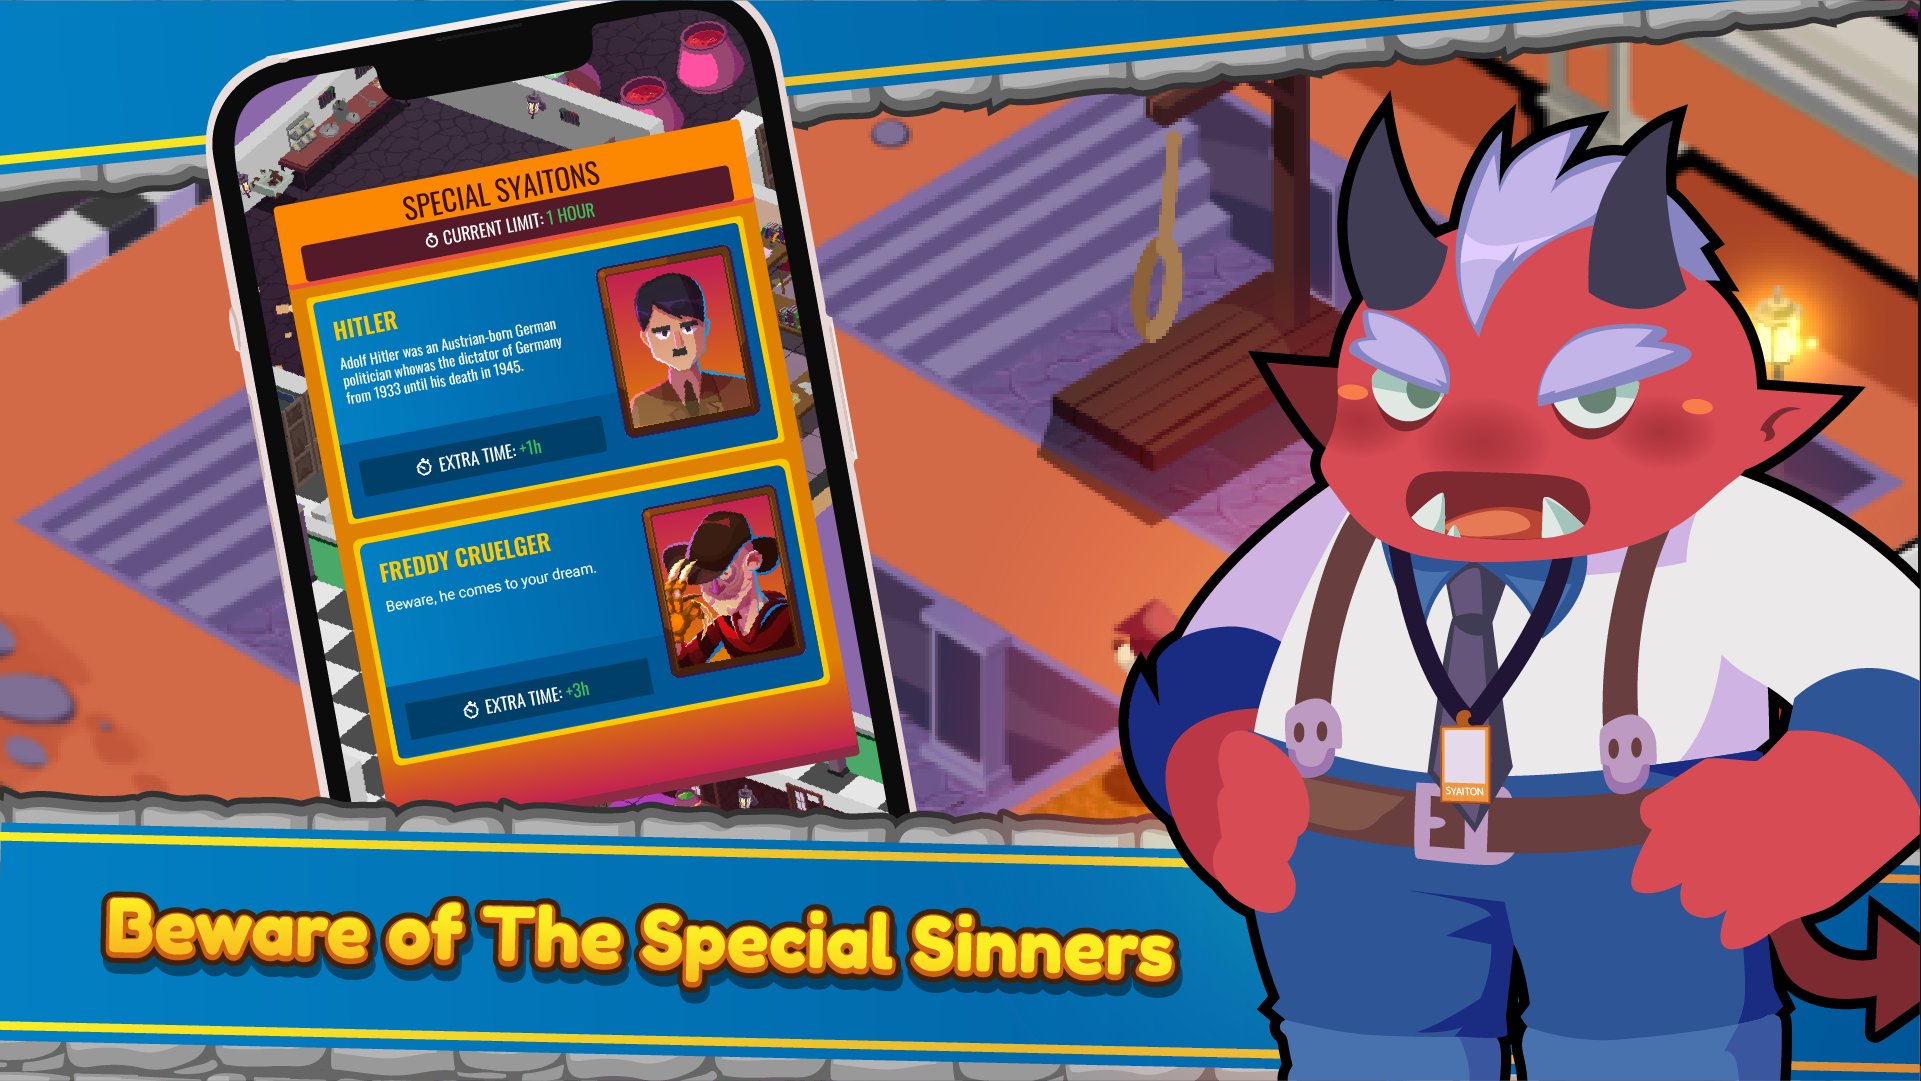 SPECIAL SYAITONS
CURRENT LIMIT: 1 HOUR
HITLER
Adolf Hitler was an Austrian-born German
politician whowas the dictator of Germany
from 1933 until his death in 1945.
EXTRA TIME: +1h
FREDDY CRUELGER
Beware, he comes to your dream.
EXTRA TIME: +3h
SYAITON
Beware of The Special Sinners